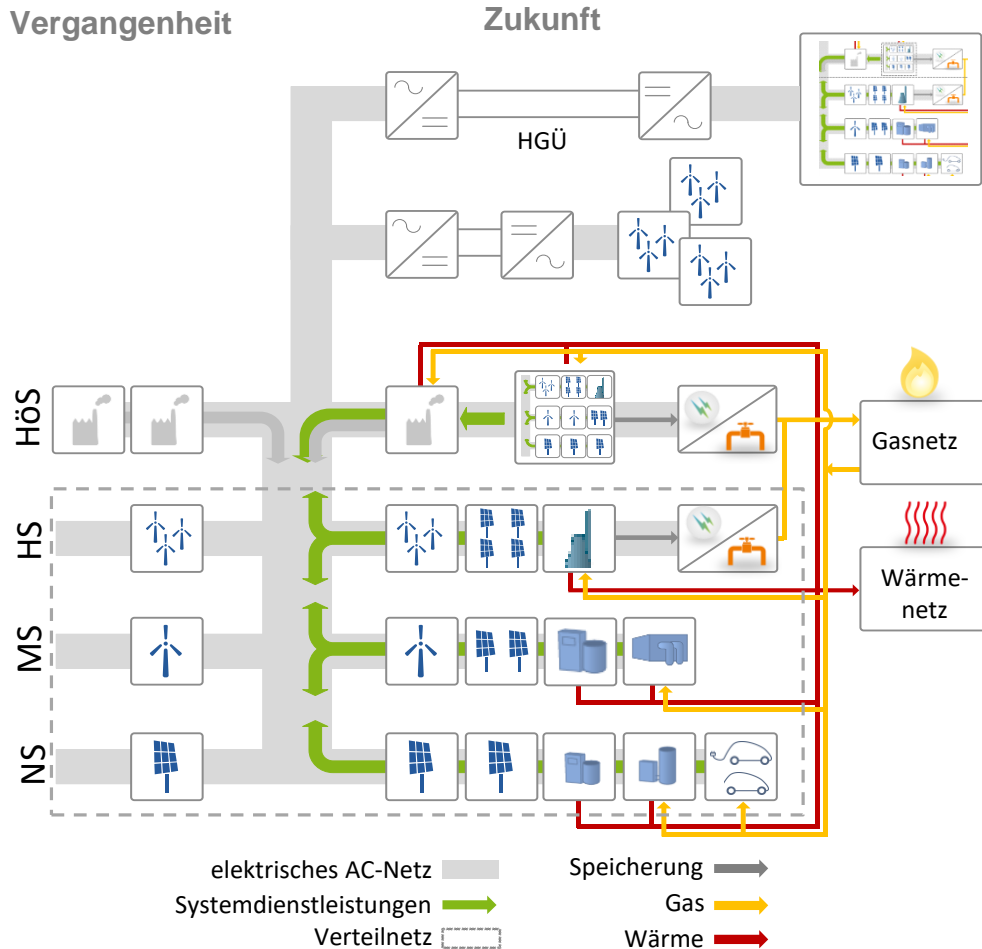 Vergangenheit
Zukunft
HGÜ
HöS
Gasnetz
HS
Wärme-
netz
MS
NS
elektrisches AC-Netz
Speicherung
Systemdienstleistungen
Gas
Verteilnetz
Wärme